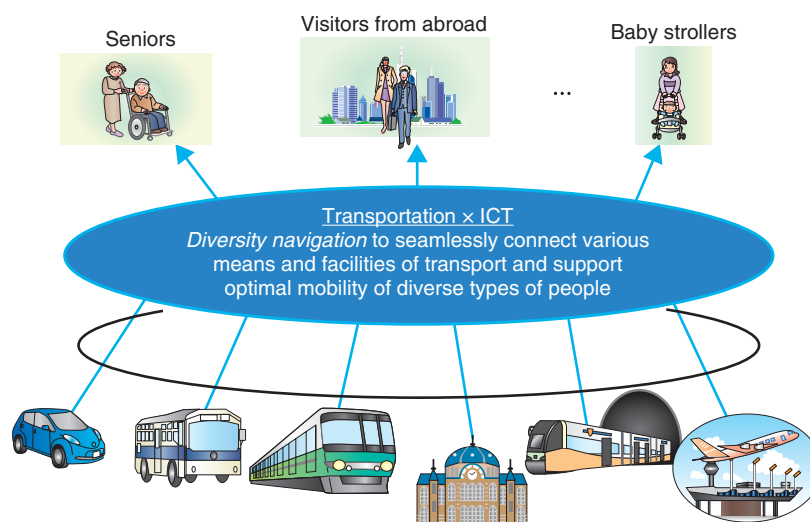 Seniors
Visitors from abroad
Baby strollers
...
Transportation × ICT
Diversity navigation to seamlessly connect various
means and facilities of transport and support
optimal mobility of diverse types of people